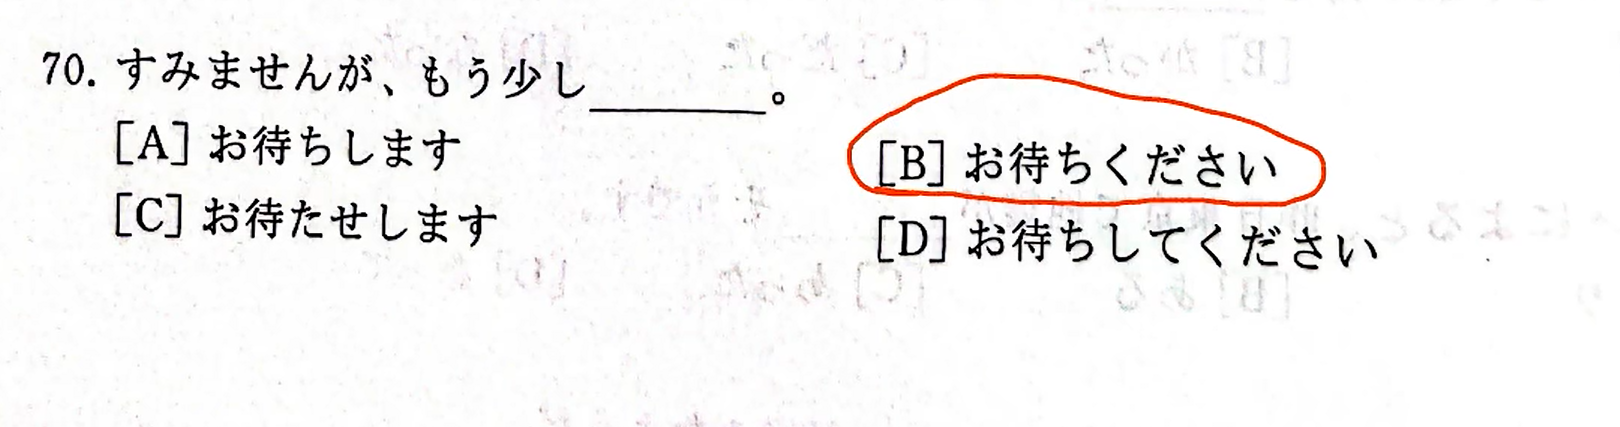 70. すみませんが、もう少し______。
[A] お待ちします
[B] お待ちください
[C] お待たせします
[D] お待ちしてください